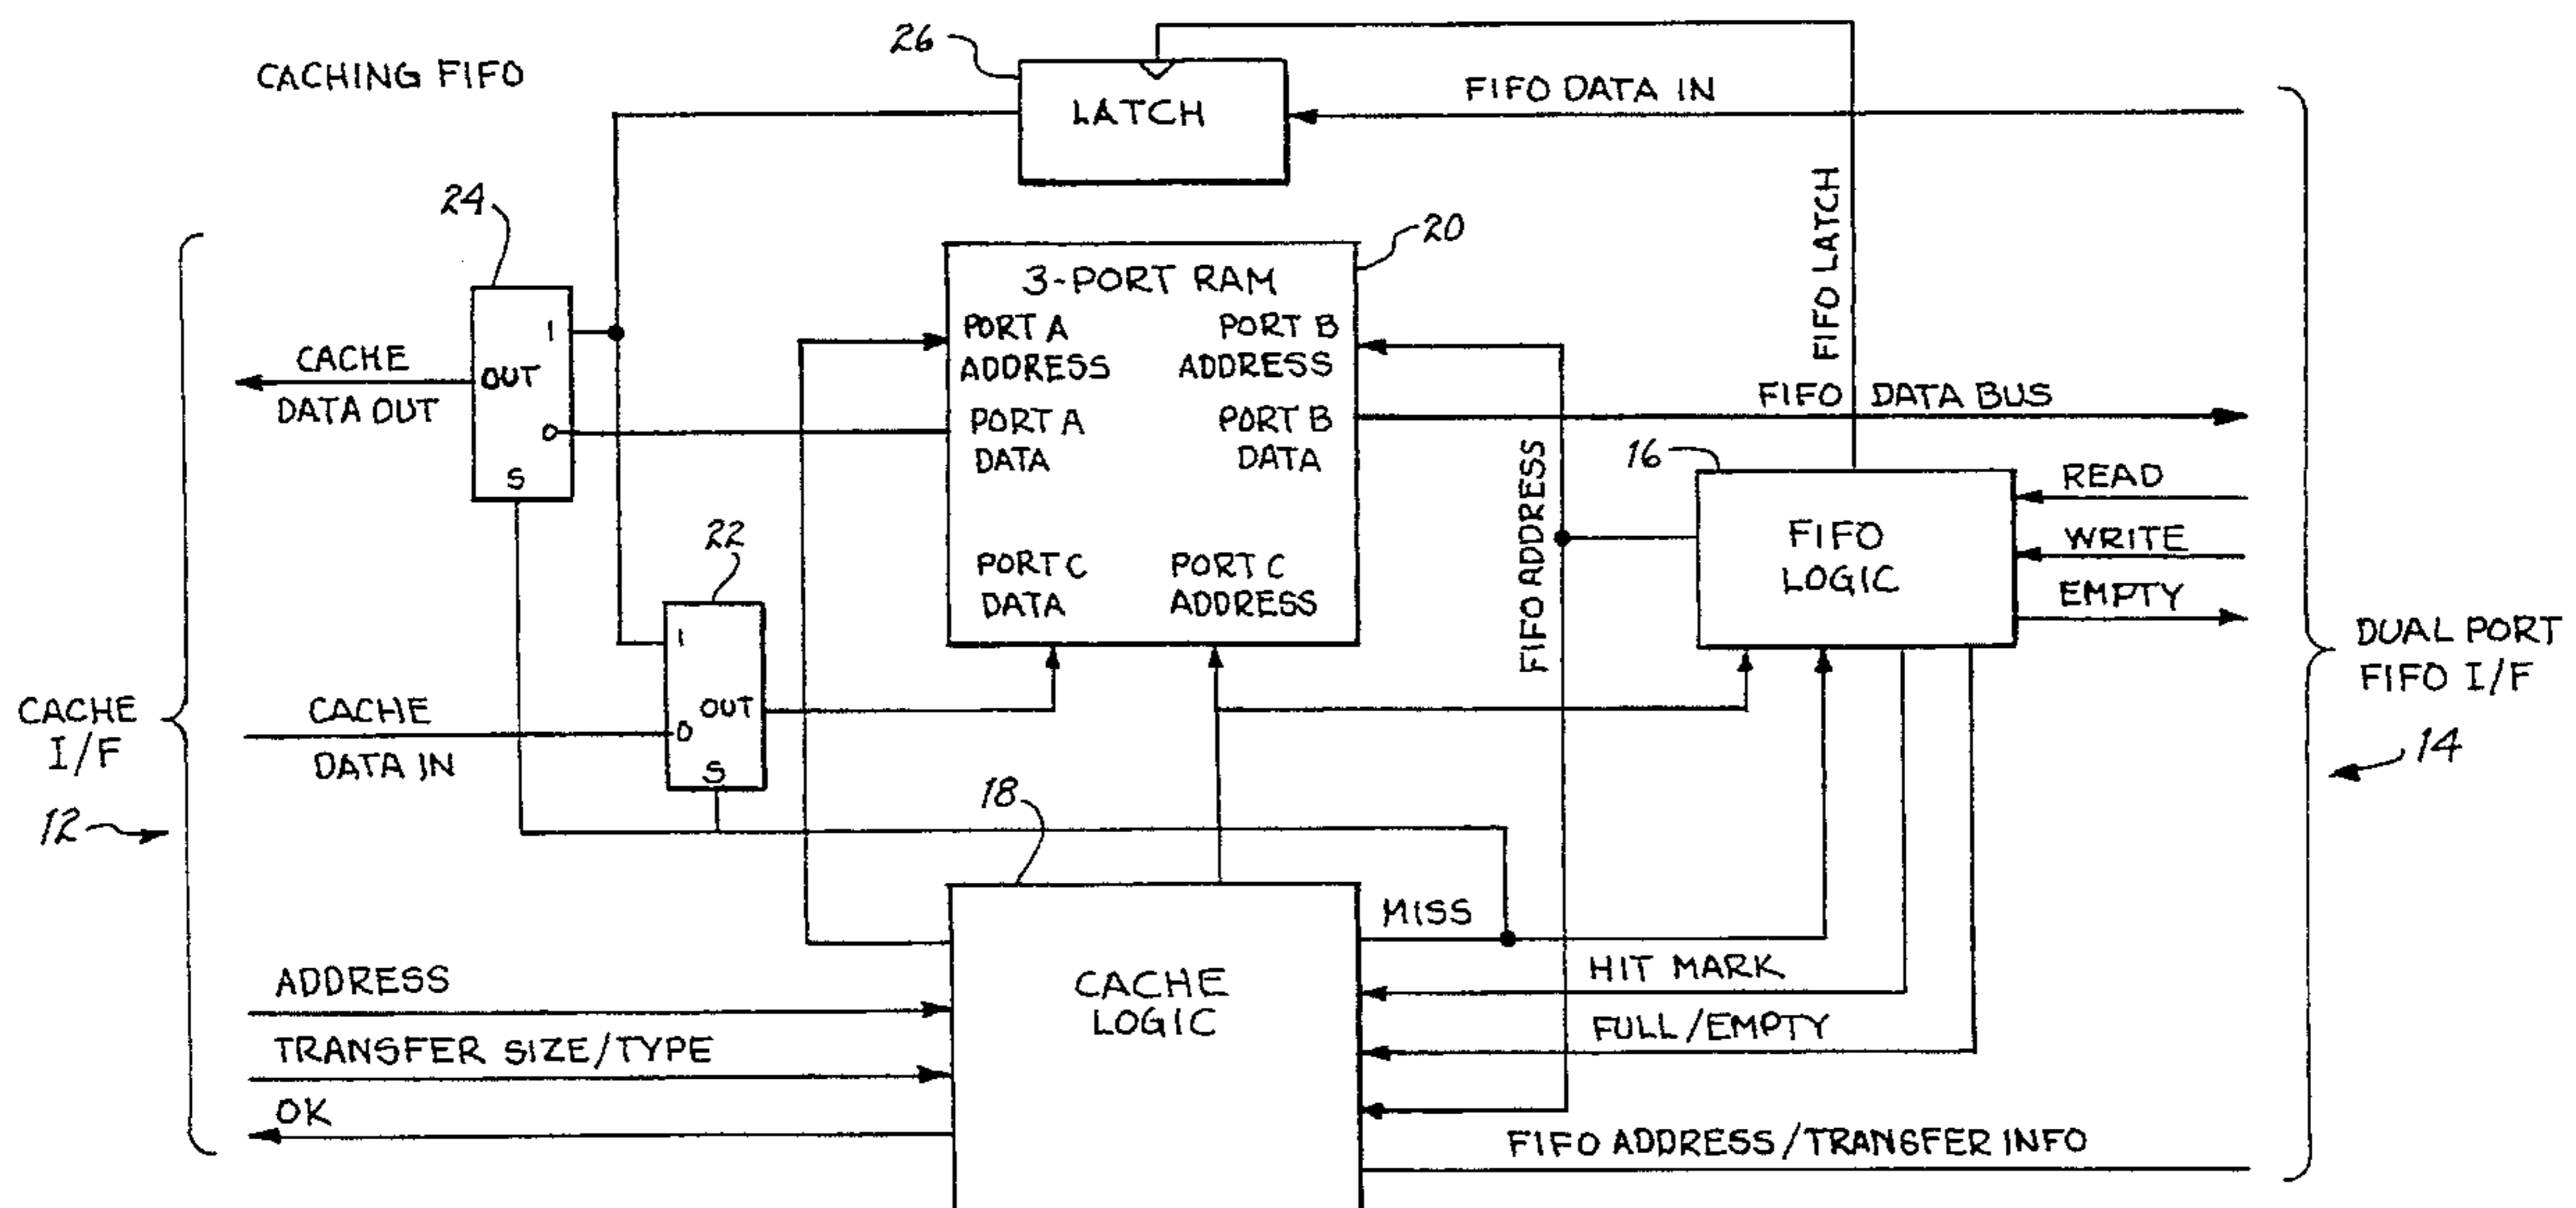 CACHING FIFO
26
LATCH
FIFO DATA IN
FIFO LATCH
24
1
OUT
0
S
CACHE
DATA OUT
20
3-PORT RAM
PORT A
ADDRESS
PORT B
ADDRESS
PORT A
DATA
PORT B
DATA
PORT C
DATA
PORT C
ADDRESS
FIFO DATA BUS
FIFO ADDRESS
16
FIFO
LOGIC
READ
WRITE
EMPTY
DUAL PORT
FIFO I/F
14
22
1
OUT
0
S
CACHE
I/F
12
CACHE
DATA IN
18
CACHE
LOGIC
MISS
HIT MARK
FULL/EMPTY
FIFO ADDRESS/TRANSFER INFO
ADDRESS
TRANSFER SIZE/TYPE
OK